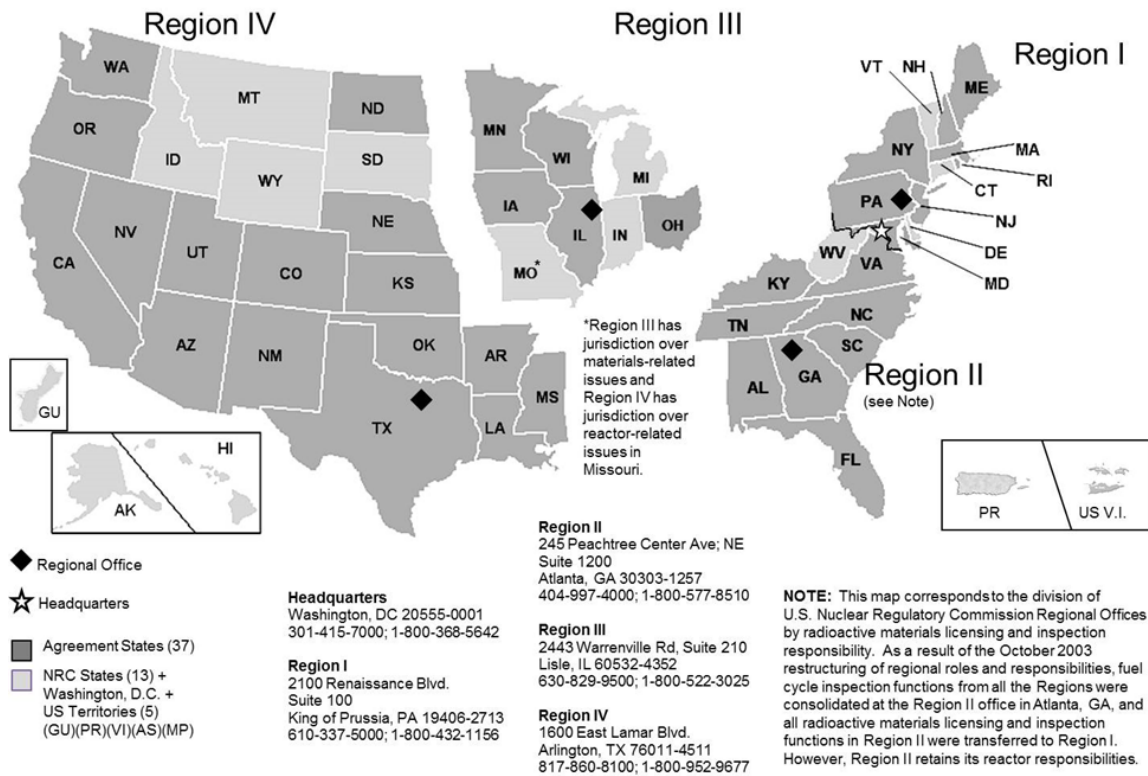 Region IV
Region III
Region I
WA
MT
ND
OR
ID
SD
WY
NE
NV
UT
CO
KS
CA
AZ
NM
OK
AR
TX
LA
MS
GU
AK
HI
MN
WI
MI
IA
IL
IN
OH
MO*
*Region III has
jurisdiction over
materials-related
issues and
Region IV has
jurisdiction over
reactor-related
issues in
Missouri.
VT
NH
ME
NY
MA
RI
CT
PA
NJ
DE
MD
WV
VA
KY
TN
NC
SC
AL
GA
FL
Region II
(see Note)
PR
US V.I.
Regional Office
Headquarters
Agreement States (37)
NRC States (13) +
Washington, D.C. +
US Territories (5)
(GU)(PR)(VI)(AS)(MP)
Headquarters
Washington, DC 20555-0001
301-415-7000; 1-800-368-5642
Region I
2100 Renaissance Blvd.
Suite 100
King of Prussia, PA 19406-2713
610-337-5000; 1-800-432-1156
Region II
245 Peachtree Center Ave; NE
Suite 1200
Atlanta, GA 30303-1257
404-997-4000; 1-800-577-8510
Region III
2443 Warrenville Rd, Suite 210
Lisle, IL 60532-4352
630-829-9500; 1-800-522-3025
Region IV
1600 East Lamar Blvd.
Arlington, TX 76011-4511
817-860-8100; 1-800-952-9677
NOTE: This map corresponds to the division of
U.S. Nuclear Regulatory Commission Regional Offices
by radioactive materials licensing and inspection
responsibility. As a result of the October 2003
restructuring of regional roles and responsibilities, fuel
cycle inspection functions from all the Regions were
consolidated at the Region II office in Atlanta, GA, and
all radioactive materials licensing and inspection
functions in Region II were transferred to Region I.
However, Region II retains its reactor responsibilities.